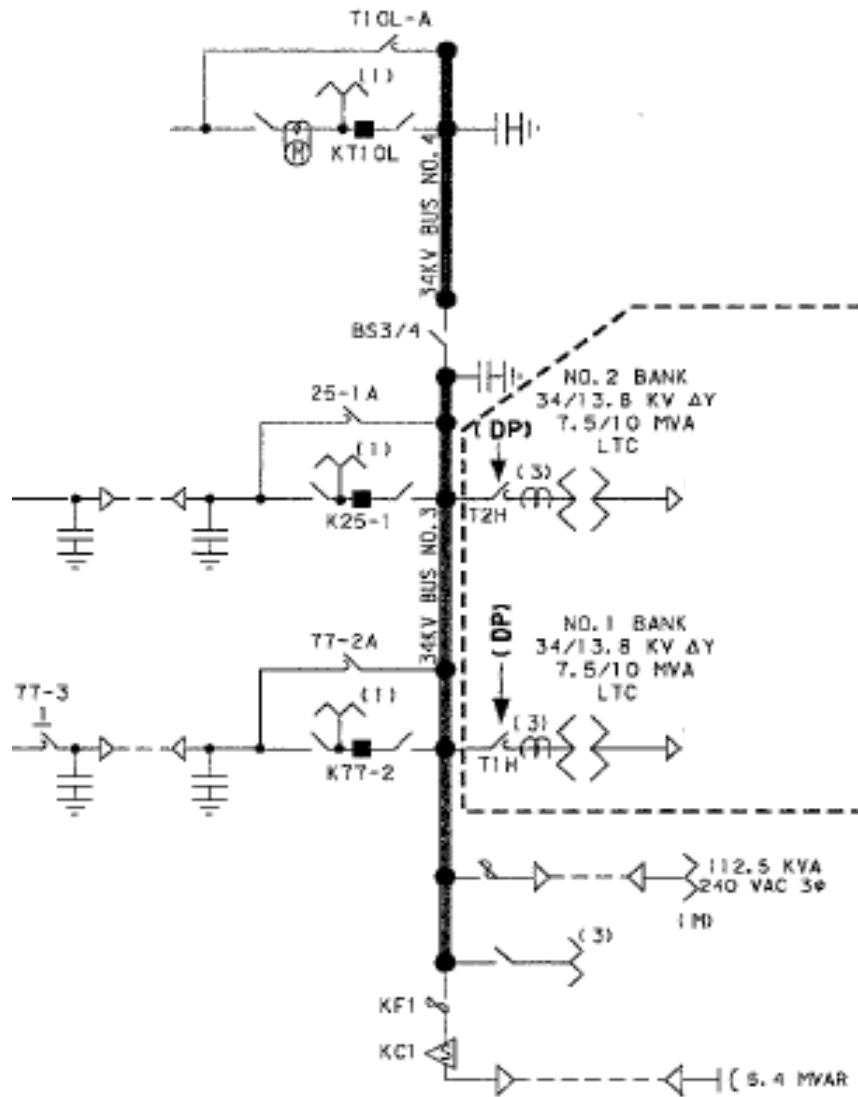 T10L-A
(1)
KT10L
M
34KV BUS NO. 4
BS3/4
25-1A
NO. 2 BANK
34/13.8 KV ΔY
7.5/10 MVA
LTC
(DP)
(1)
(3)
K25-1
T2H
34KV BUS NO. 3
77-2A
(DP)
NO. 1 BANK
34/13.8 KV ΔY
7.5/10 MVA
LTC
77-3
1
(1)
(3)
K77-2
T1H
112.5 KVA
240 VAC 3φ
(M)
(3)
KF1
KC1
5.4 MVAR